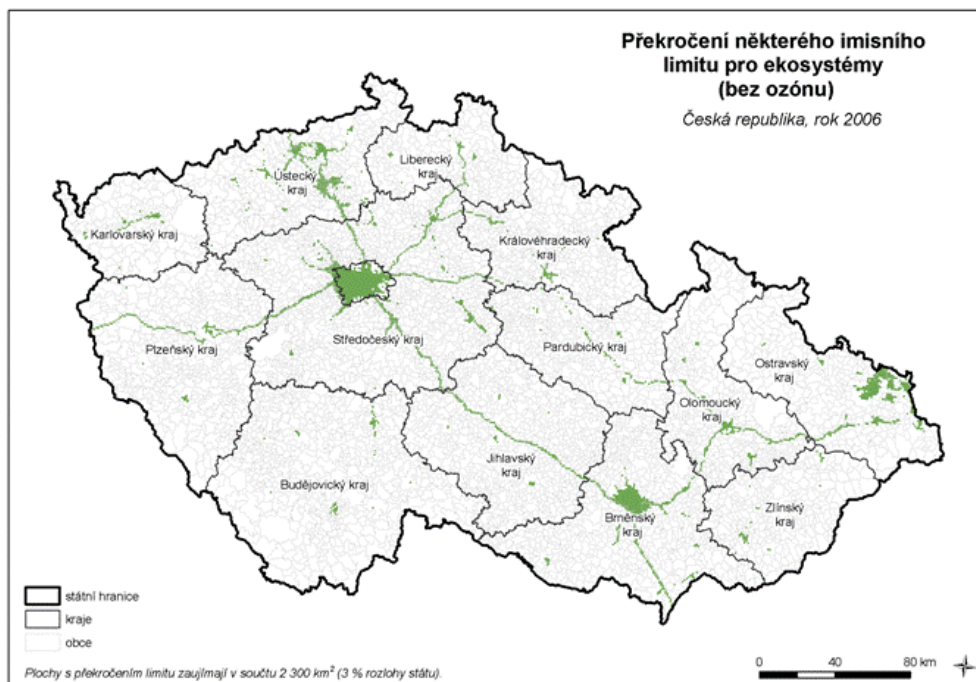 Překročení některého imisního
limitu pro ekosystémy
(bez ozónu)
Česká republika, rok 2006
Liberecký
kraj
Ústecký
kraj
Karlovarský kraj
Královéhradecký
kraj
Středočeský kraj
Plzeňský kraj
Pardubický kraj
Ostravský
kraj
Olomoucký
kraj
Jihlavský
kraj
Budějovický kraj
Brněnský
kraj
Zlínský
kraj
státní hranice
kraje
obce
Plochy s překročením limitu zaujímají v součtu 2 300 km² (3 % rozlohy státu).
0 40 80 km